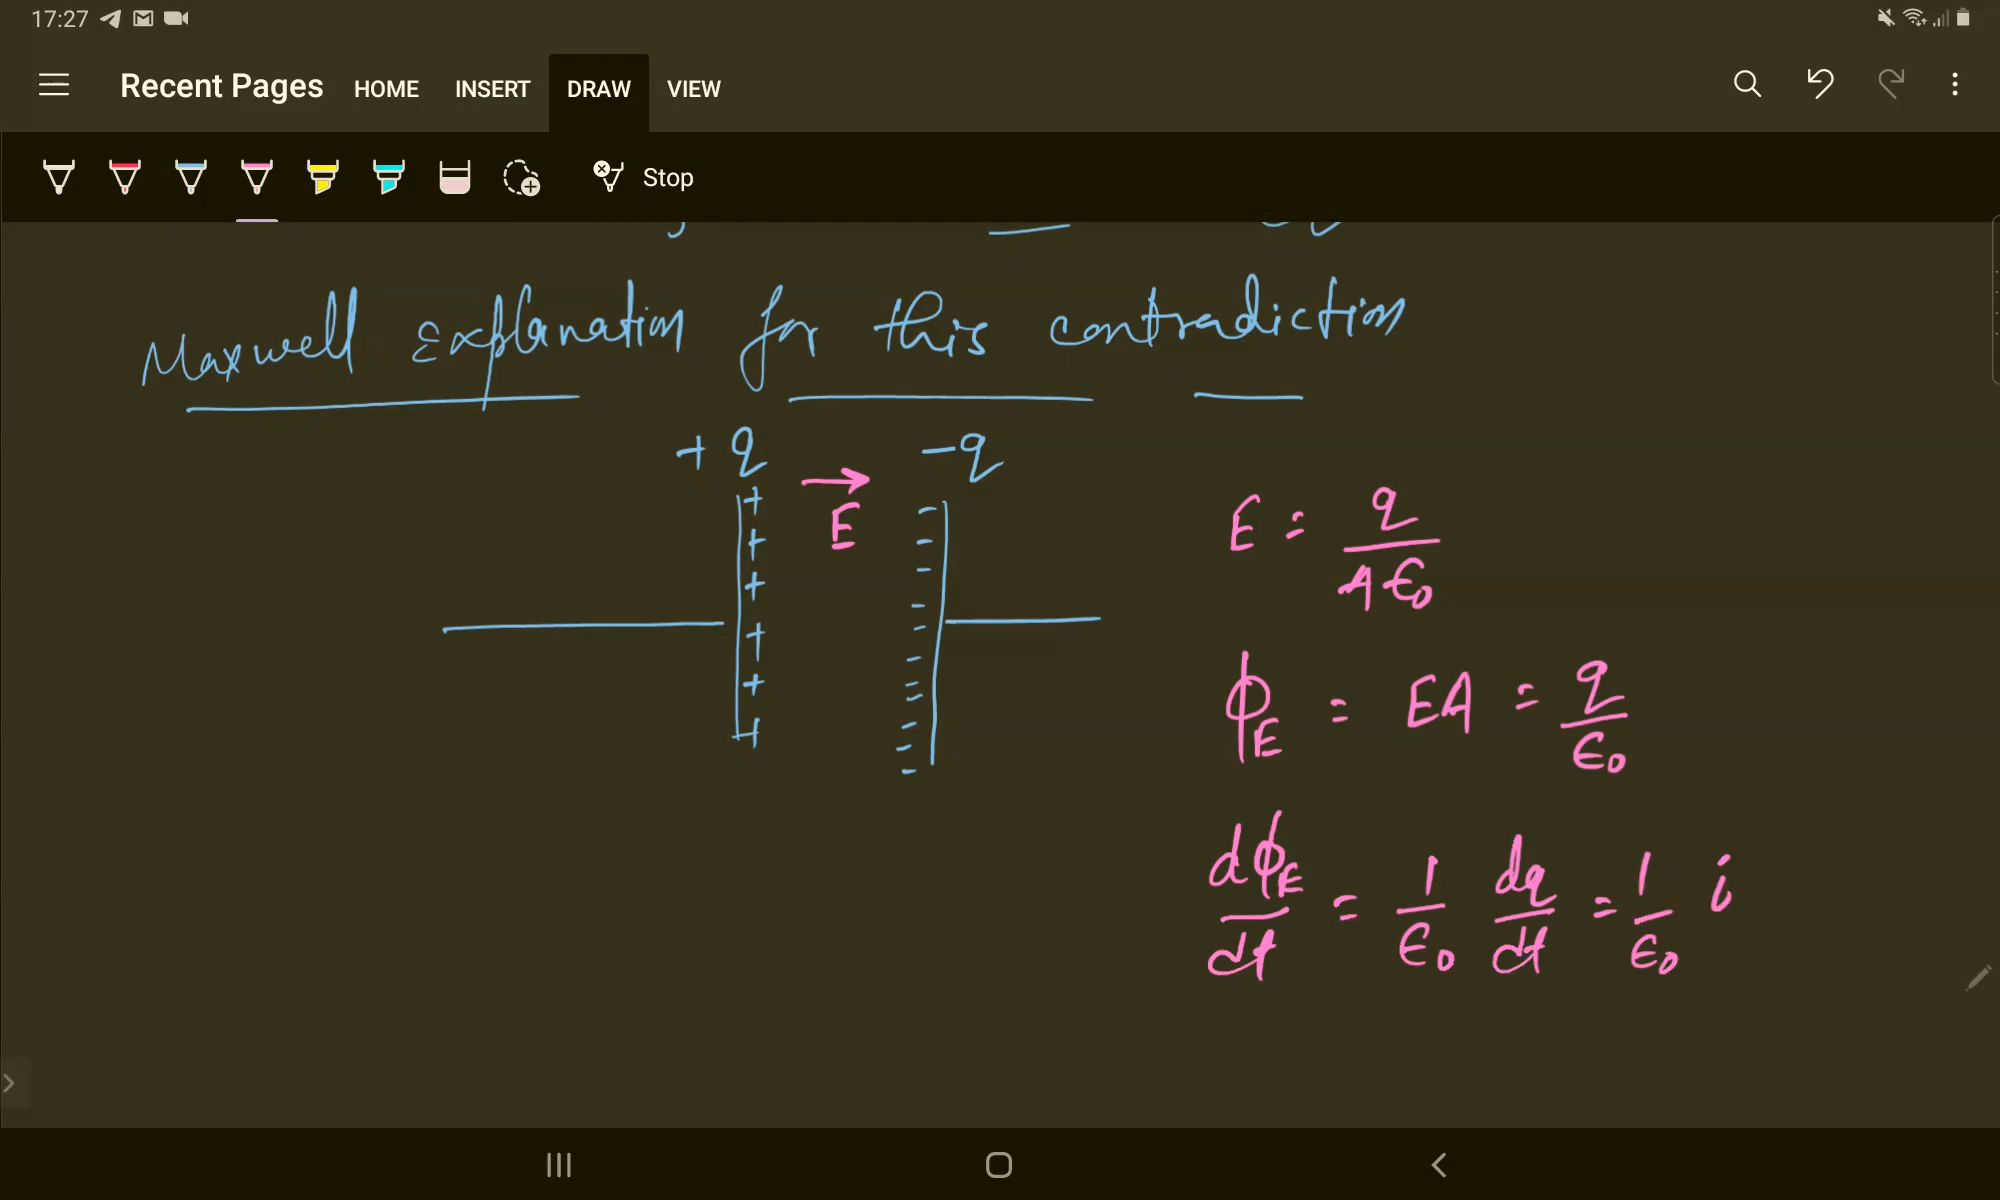 17:27
Recent Pages HOME INSERT DRAW VIEW
Stop
Maxwell Explanation for this contradiction
+q -q
E
E = q / Aϵ0
ϕE = EA = q / ϵ0
dϕE / dt = 1 / ϵ0 dq / dt = 1 / ϵ0 i